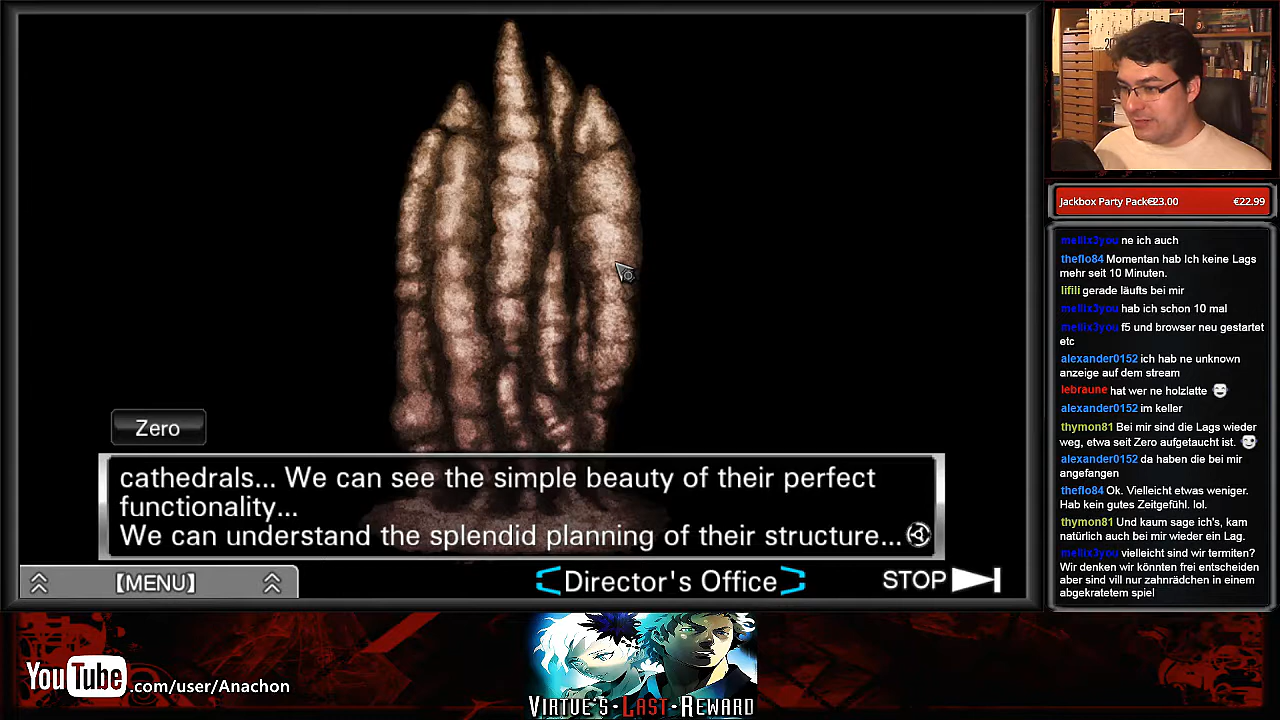 Zero
cathedrals... We can see the simple beauty of their perfect
functionality...
We can understand the splendid planning of their structure...
【MENU】
Director's Office
STOP
YouTube.com/user/Anachon
VIRTUE'S-LAST-REWARD
Jackbox Party Pack €23.00 €22.99
mellix3you ne ich auch
theflo84 Momentan hab Ich keine Lags
mehr seit 10 Minuten.
lifili gerade läufts bei mir
mellix3you hab ich schon 10 mal
mellix3you f5 und browser neu gestartet
etc
alexander0152 ich hab ne unknown
anzeige auf dem stream
lebraune hat wer ne holzlatte
alexander0152 im keller
thymon81 Bei mir sind die Lags wieder
weg, etwa seit Zero aufgetaucht ist.
alexander0152 da haben die bei mir
angefangen
theflo84 Ok. Vielleicht etwas weniger.
Hab kein gutes Zeitgefühl. lol.
thymon81 Und kaum sage ich's, kam
natürlich auch bei mir wieder ein Lag.
mellix3you vielleicht sind wir termiten?
Wir denken wir könnten frei entscheiden
aber sind vill nur zahnrädchen in einem
abgekratetem spiel